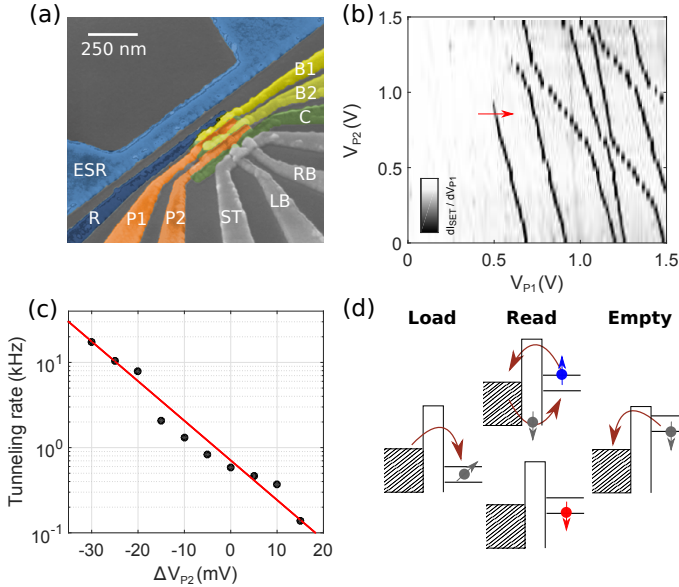 (a)
250 nm
B1
B2
C
ESR
R
P1
P2
ST
LB
RB
(b)
V_P2 (V)
1.5
1.0
0.5
0
0
0.5
1.0
1.5
V_P1 (V)
dI_SET / dV_P1
(c)
Tunneling rate (kHz)
10^1
10^0
10^-1
-30
-20
-10
0
10
20
ΔV_P2 (mV)
(d)
Load
Read
Empty